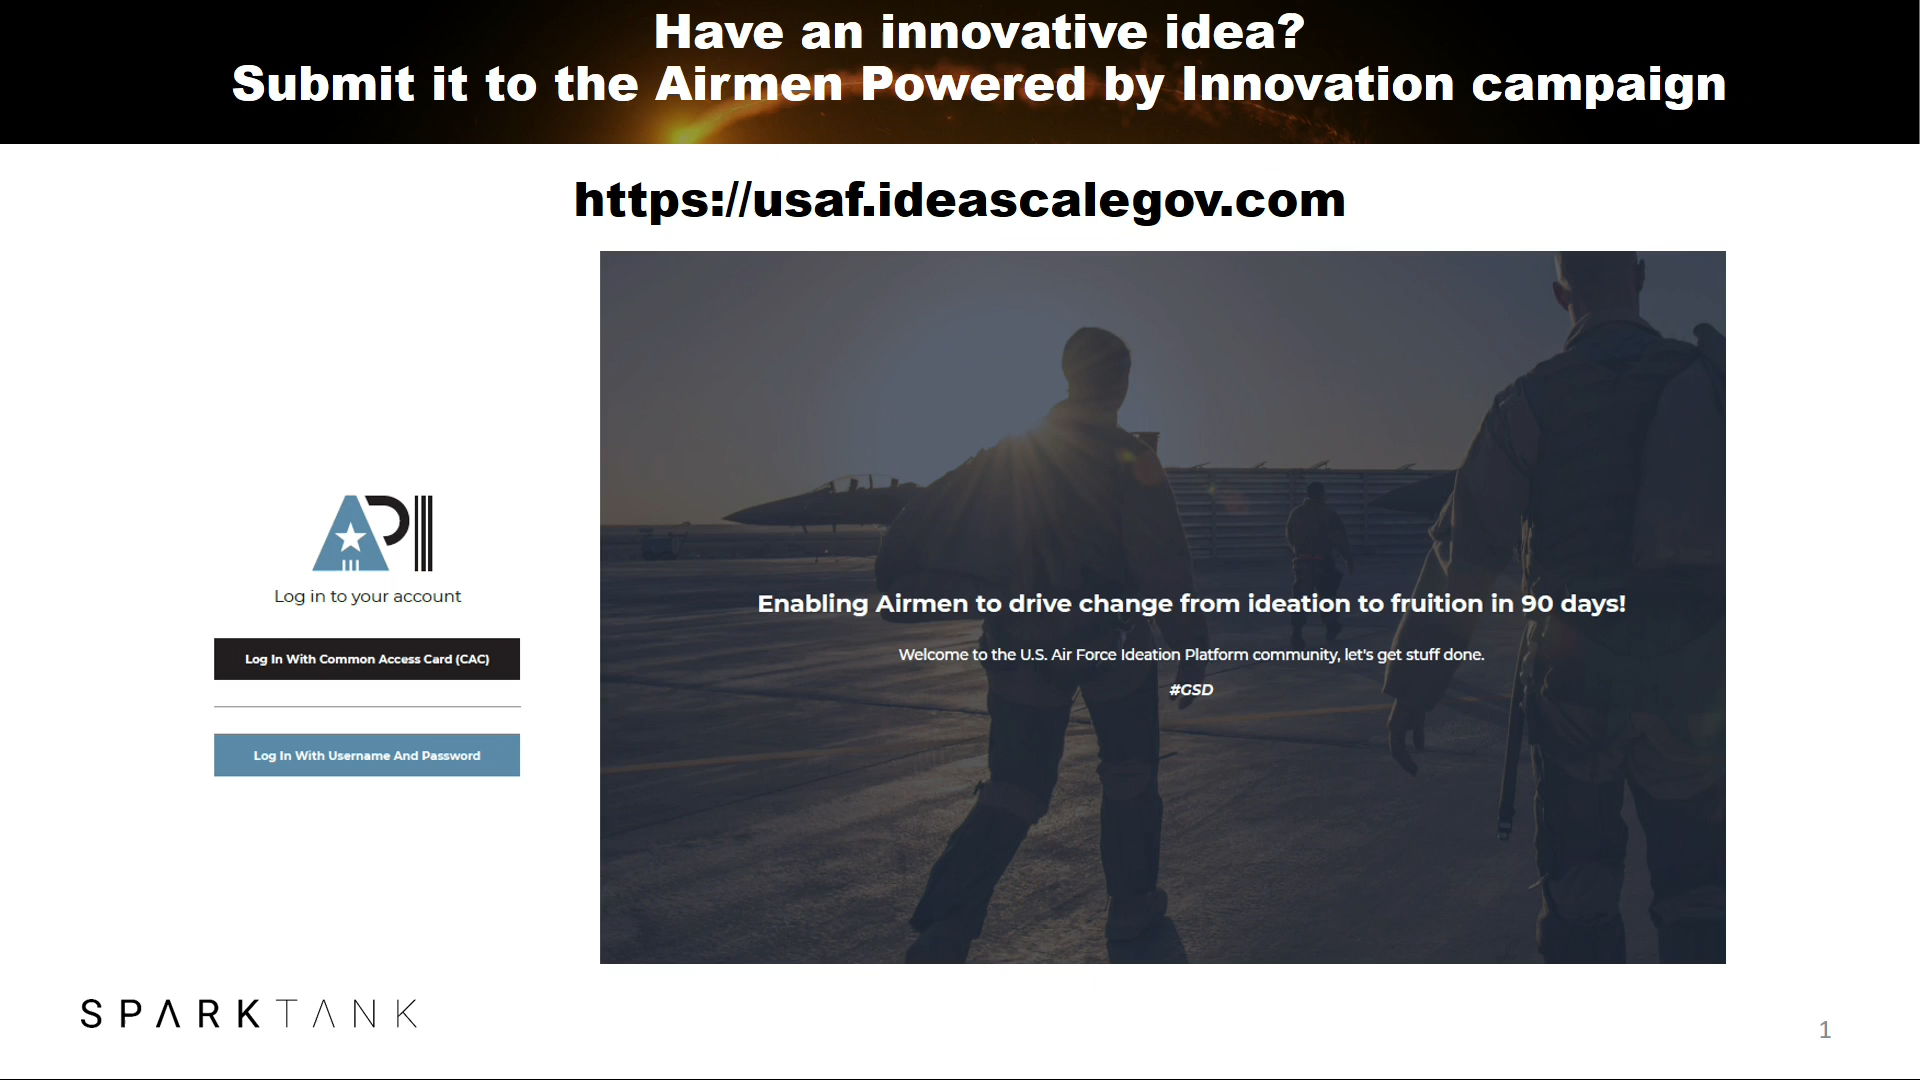 Have an innovative idea?
Submit it to the Airmen Powered by Innovation campaign
https://usaf.ideascalegov.com
API
Log in to your account
Log In With Common Access Card (CAC)
Log In With Username And Password
Enabling Airmen to drive change from ideation to fruition in 90 days!
Welcome to the U.S. Air Force Ideation Platform community, let's get stuff done.
#GSD
SPARKTANK
1